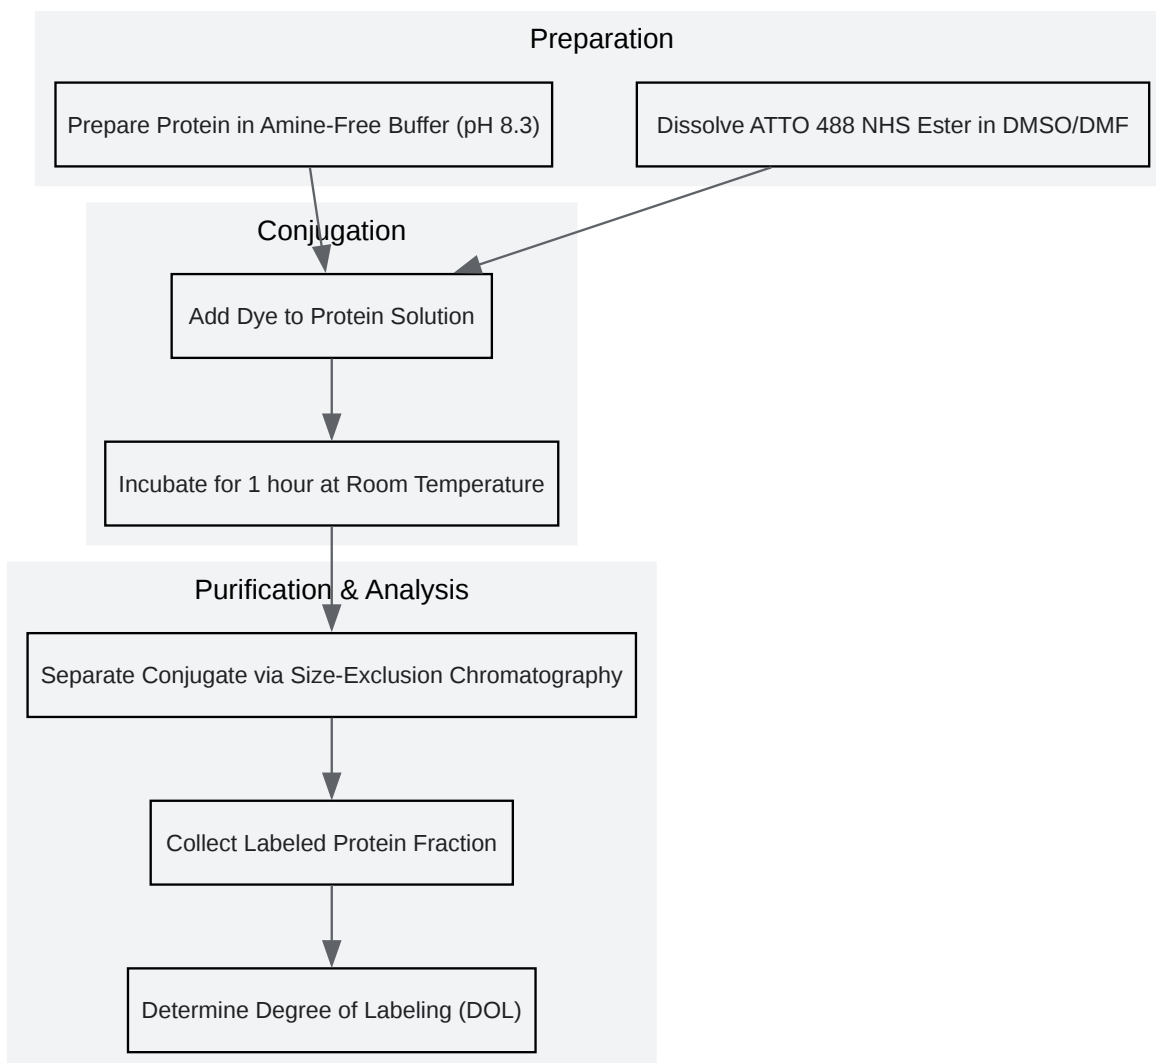 Preparation
Prepare Protein in Amine-Free Buffer (pH 8.3)
Dissolve ATTO 488 NHS Ester in DMSO/DMF
Conjugation
Add Dye to Protein Solution
Incubate for 1 hour at Room Temperature
Purification & Analysis
Separate Conjugate via Size-Exclusion Chromatography
Collect Labeled Protein Fraction
Determine Degree of Labeling (DOL)